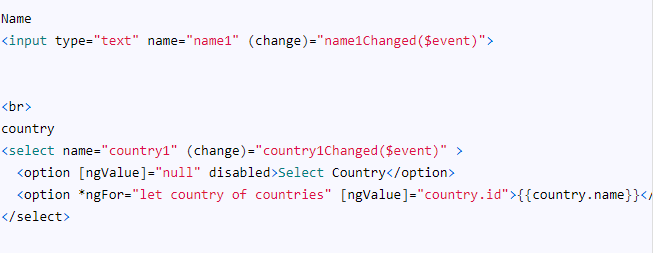 Name
<input type="text" name="name1" (change)="name1Changed($event)">
<br>
country
<select name="country1" (change)="country1Changed($event)" >
<option [ngValue]="null" disabled>Select Country</option>
<option *ngFor="let country of countries" [ngValue]="country.id">{{country.name}}</
</select>